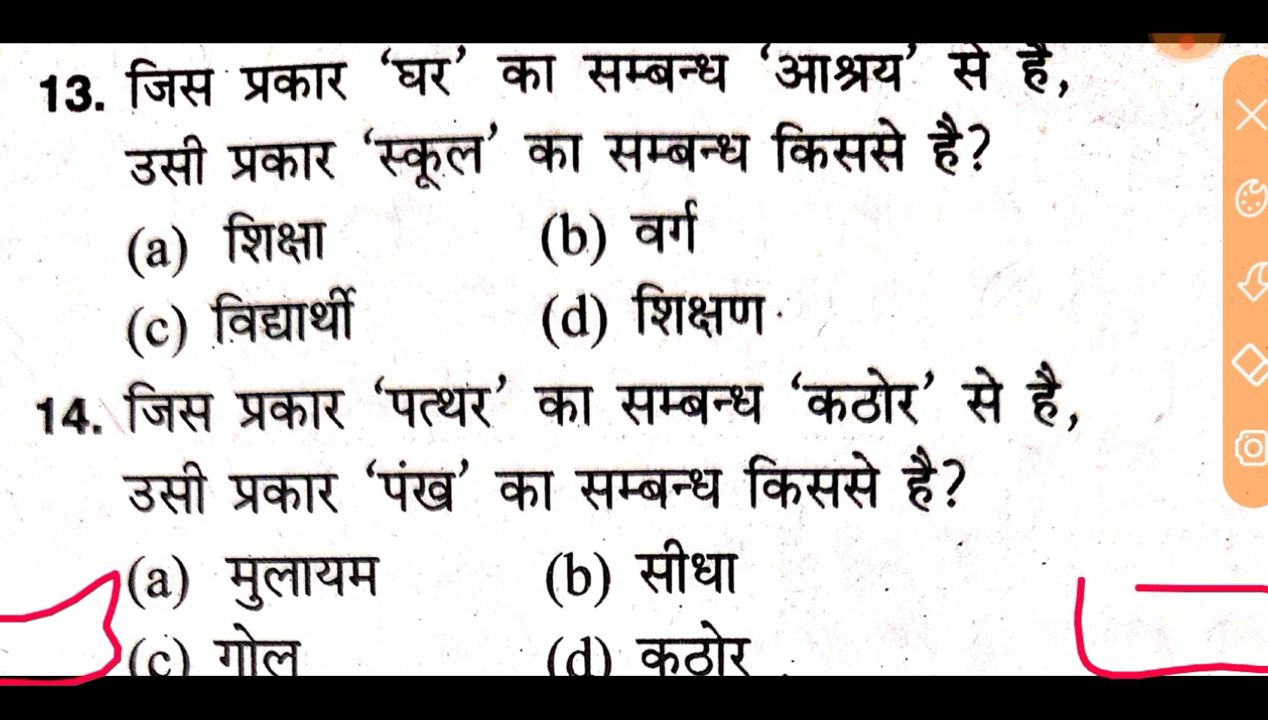 13. जिस प्रकार ‘घर’ का सम्बन्ध ‘आश्रय’ से है,
उसी प्रकार ‘स्कूल’ का सम्बन्ध किससे है?
(a) शिक्षा (b) वर्ग
(c) विद्यार्थी (d) शिक्षण
14. जिस प्रकार ‘पत्थर’ का सम्बन्ध ‘कठोर’ से है,
उसी प्रकार ‘पंख’ का सम्बन्ध किससे है?
(a) मुलायम (b) सीधा
(c) गोल (d) कठोर